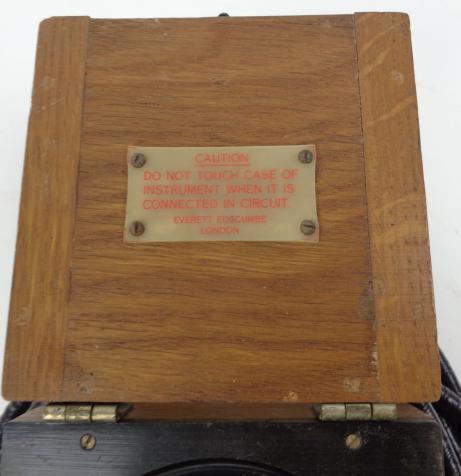 CAUTION
DO NOT TOUCH CASE OF
INSTRUMENT WHEN IT IS
CONNECTED IN CIRCUIT.
EVERETT EDGCUMBE
LONDON